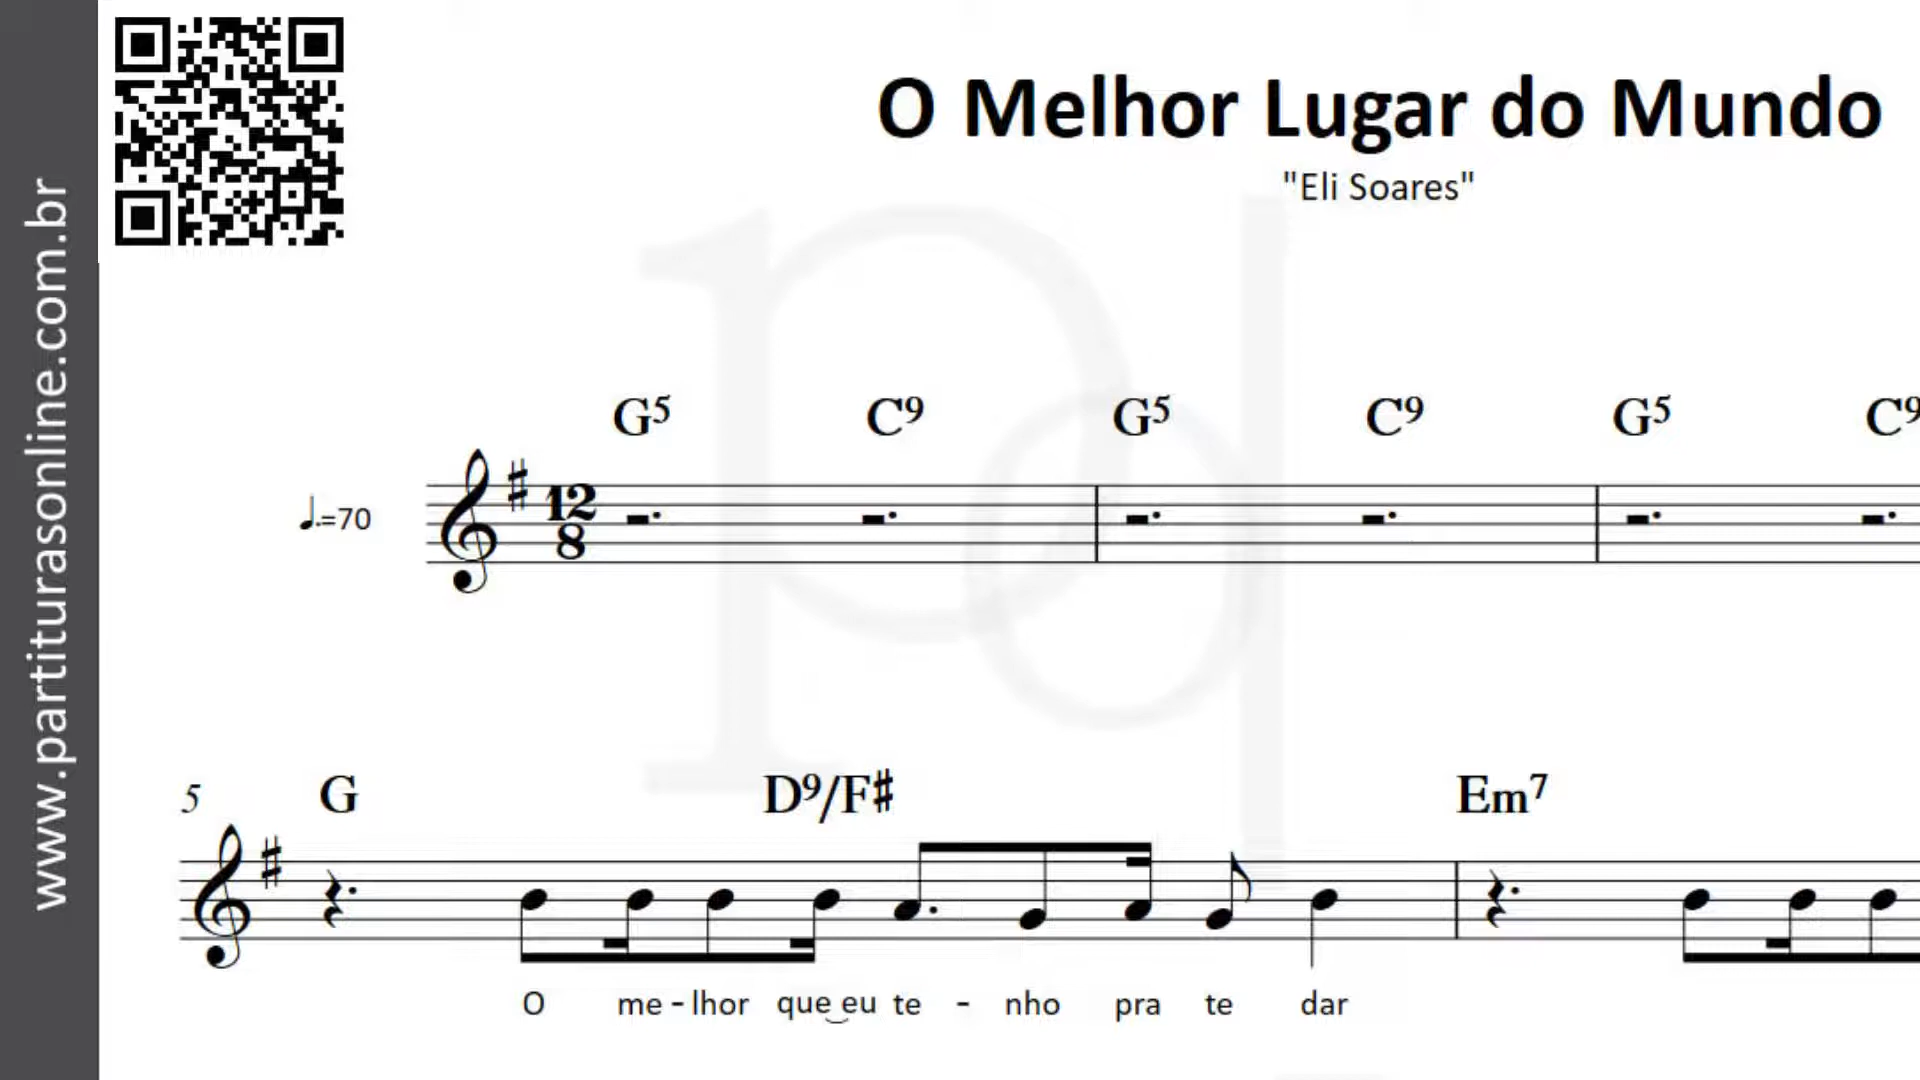 www.partiturasonline.com.br
O Melhor Lugar do Mundo
"Eli Soares"
G5 C9 G5 C9 G5 C9
♩.=70
12
8
5 G D9/F♯ Em7
O me-lhor que‿eu te - nho pra te dar